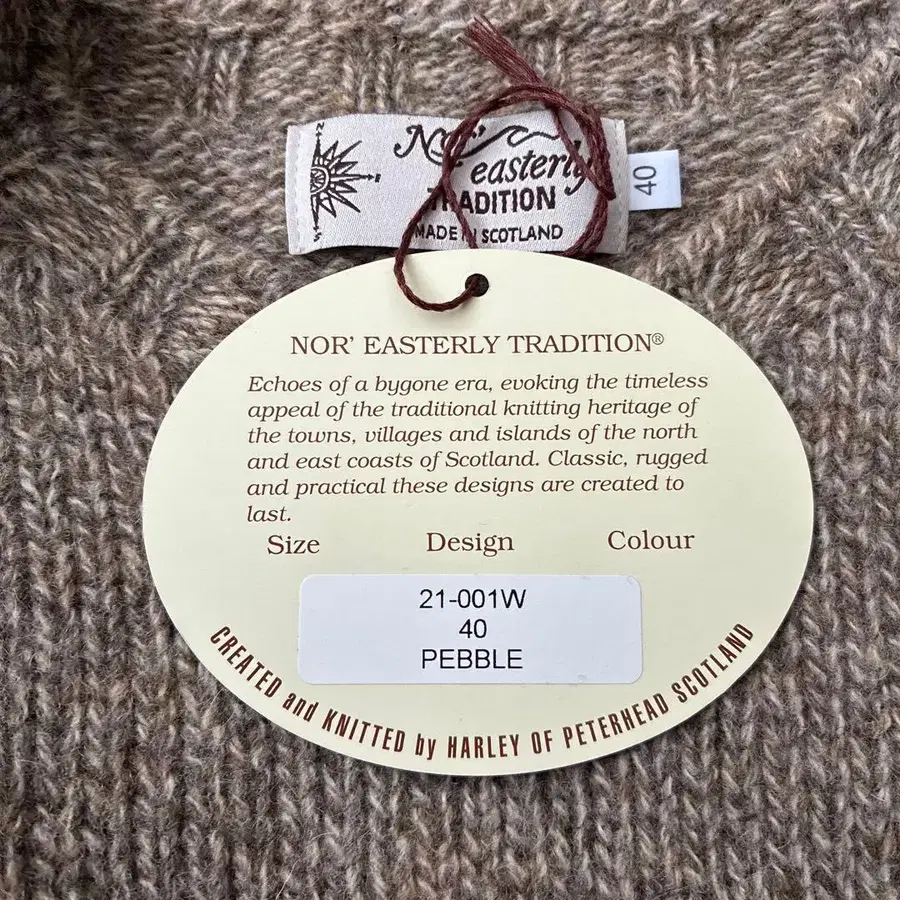 Nor'
easterly
TRADITION
MADE IN SCOTLAND
40
NOR' EASTERLY TRADITION®
Echoes of a bygone era, evoking the timeless
appeal of the traditional knitting heritage of
the towns, villages and islands of the north
and east coasts of Scotland. Classic, rugged
and practical these designs are created to
last.
Size Design Colour
21-001W
40
PEBBLE
CREATED and KNITTED by HARLEY OF PETERHEAD SCOTLAND